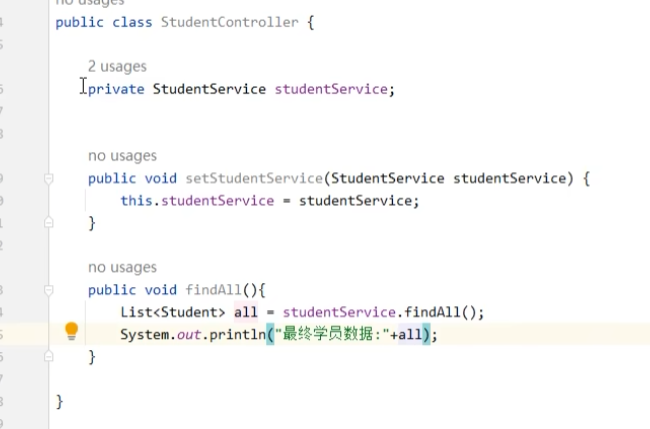 no usages
public class StudentController {
2 usages
private StudentService studentService;
no usages
public void setStudentService(StudentService studentService) {
this.studentService = studentService;
}
no usages
public void findAll(){
List<Student> all = studentService.findAll();
System.out.println("最终学员数据:"+all);
}
}